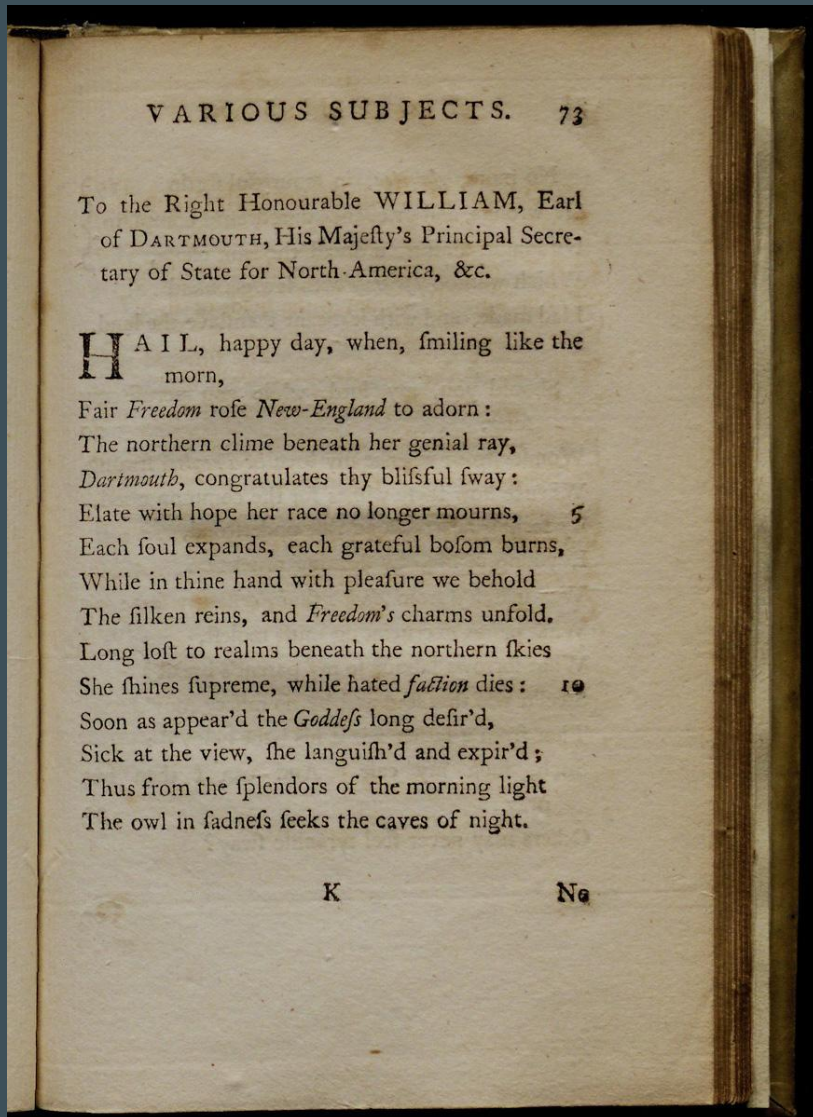 VARIOUS SUBJECTS. 73
To the Right Honourable WILLIAM, Earl
of DARTMOUTH, His Majeſty's Principal Secre-
tary of State for North-America, &c.
HAIL, happy day, when, ſmiling like the
morn,
Fair Freedom roſe New-England to adorn :
The northern clime beneath her genial ray,
Dartmouth, congratulates thy bliſsful ſway :
Elate with hope her race no longer mourns, 5
Each ſoul expands, each grateful boſom burns,
While in thine hand with pleaſure we behold
The ſilken reins, and Freedom's charms unfold.
Long loſt to realms beneath the northern ſkies
She ſhines ſupreme, while hated faction dies : 10
Soon as appear'd the Goddeſs long deſir'd,
Sick at the view, ſhe languiſh'd and expir'd ;
Thus from the ſplendors of the morning light
The owl in ſadneſs ſeeks the caves of night.
K No